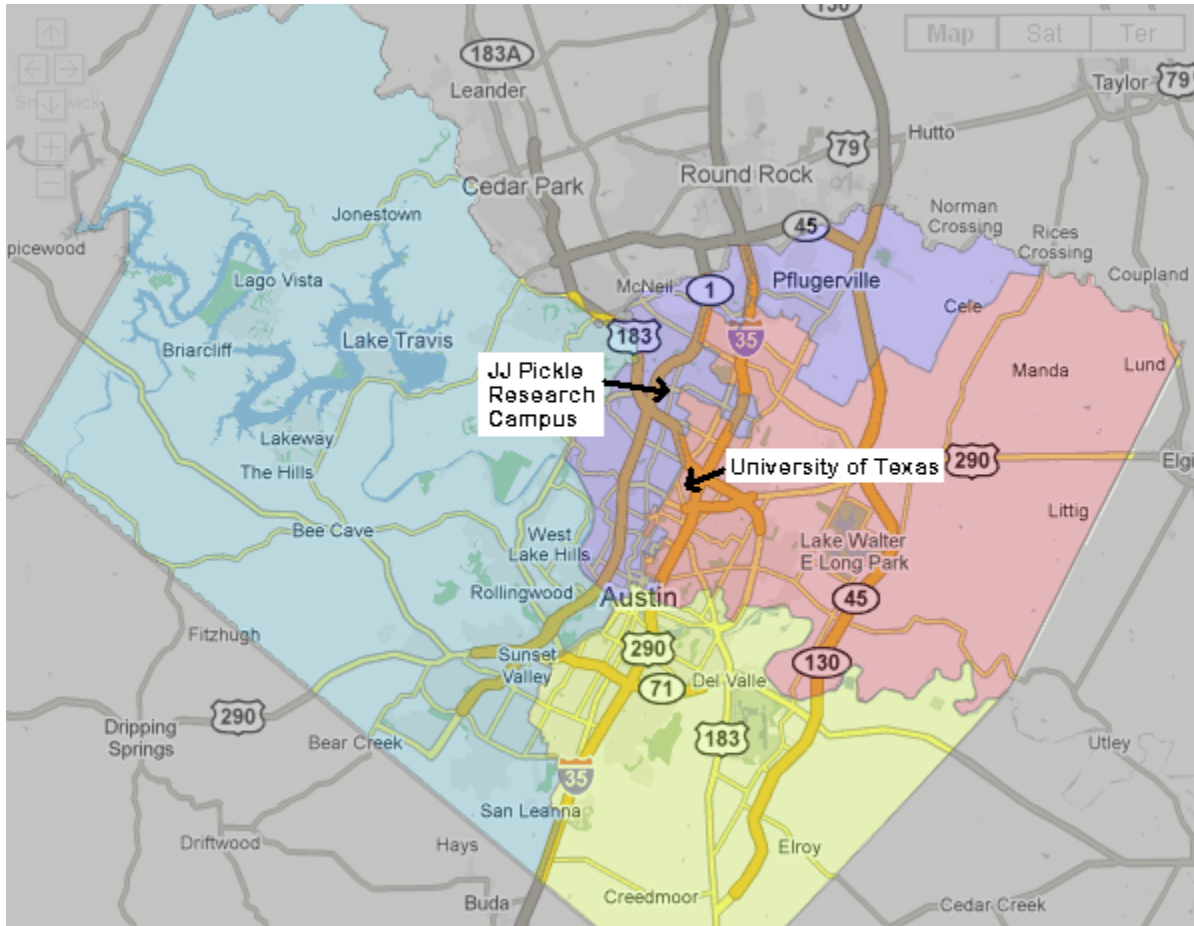 130
Map
Sat
Ter
183A
Leander
Taylor
79
Hutto
79
Round Rock
Cedar Park
Jonestown
Norman
Crossing
45
Rices
Crossing
picewood
Coupland
Lago Vista
McNeil
1
Pflugerville
Cele
183
35
Lake Travis
Briarcliff
JJ Pickle
Research
Campus
Manda
Lund
Lakeway
The Hills
University of Texas
290
Elgi
Littig
Bee Cave
West
Lake Hills
Lake Walter
E Long Park
Rollingwood
Austin
45
Fitzhugh
290
Sunset
Valley
130
71
Del Valle
290
Dripping
Springs
Bear Creek
183
Utley
35
San Leanna
Driftwood
Hays
Elroy
Creedmoor
Buda
Cedar Creek